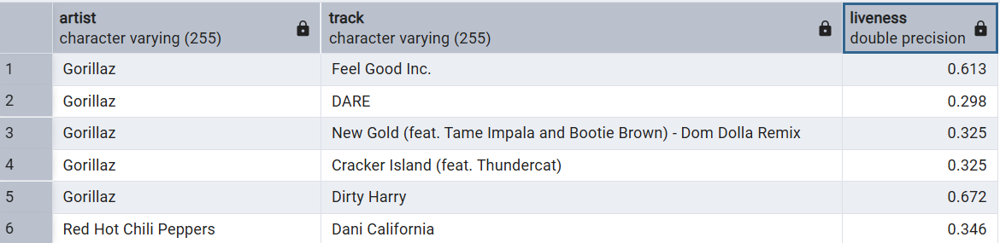 artist track liveness
character varying (255) character varying (255) double precision
1 Gorillaz Feel Good Inc. 0.613
2 Gorillaz DARE 0.298
3 Gorillaz New Gold (feat. Tame Impala and Bootie Brown) - Dom Dolla Remix 0.325
4 Gorillaz Cracker Island (feat. Thundercat) 0.325
5 Gorillaz Dirty Harry 0.672
6 Red Hot Chili Peppers Dani California 0.346